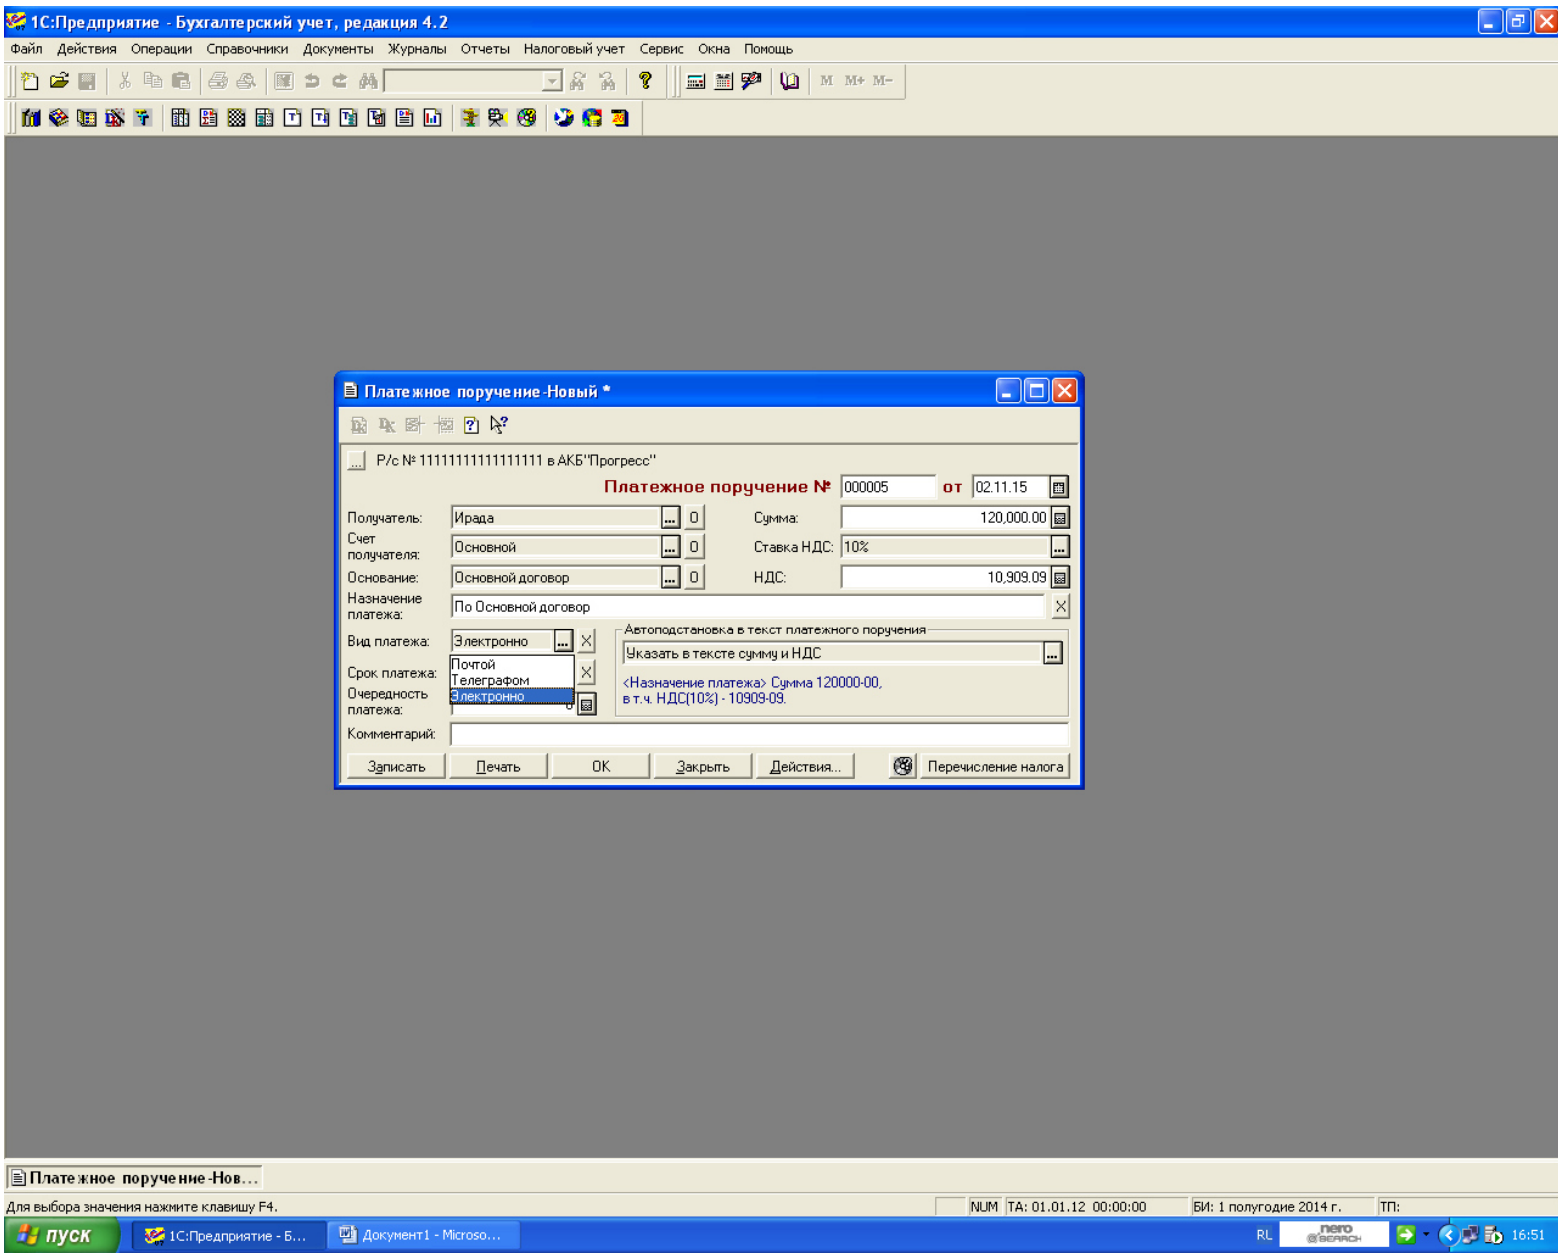 1С:Предприятие - Бухгалтерский учет, редакция 4.2
Файл Действия Операции Справочники Документы Журналы Отчеты Налоговый учет Сервис Окна Помощь
M M+ M-
Платежное поручение-Новый *
... Р/с № 11111111111111111 в АКБ"Прогресс"
Платежное поручение № 000005 от 02.11.15
Получатель: Ирада ... 0 Сумма: 120,000.00
Счет получателя: Основной ... 0 Ставка НДС: 10% ...
Основание: Основной договор ... 0 НДС: 10,909.09
Назначение платежа: По Основной договор X
Вид платежа: Электронно ... X
Автоподстановка в текст платежного поручения
Указать в тексте сумму и НДС ...
Почтой
Срок платежа: Телеграфом X
Электронно
<Назначение платежа> Сумма 120000-00,
в т.ч. НДС(10%) - 10909-09.
Очередность платежа:
Комментарий:
Записать Печать OK Закрыть Действия... Перечисление налога
Платежное поручение-Нов...
Для выбора значения нажмите клавишу F4.
NUM TA: 01.01.12 00:00:00 БИ: 1 полугодие 2014 г. ТП:
пуск 1С:Предприятие - Б... Документ1 - Microso... RL nero SEARCH 16:51